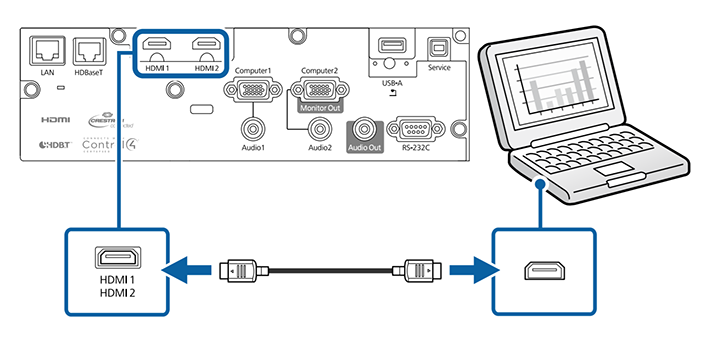 LAN
HDBaseT
HDMI 1
HDMI 2
Computer1
Computer2
USB-A
Service
Monitor Out
HDMI
CRESTRON
connected
HDBT
Control4
Audio1
Audio2
Audio Out
RS-232C
HDMI 1
HDMI 2